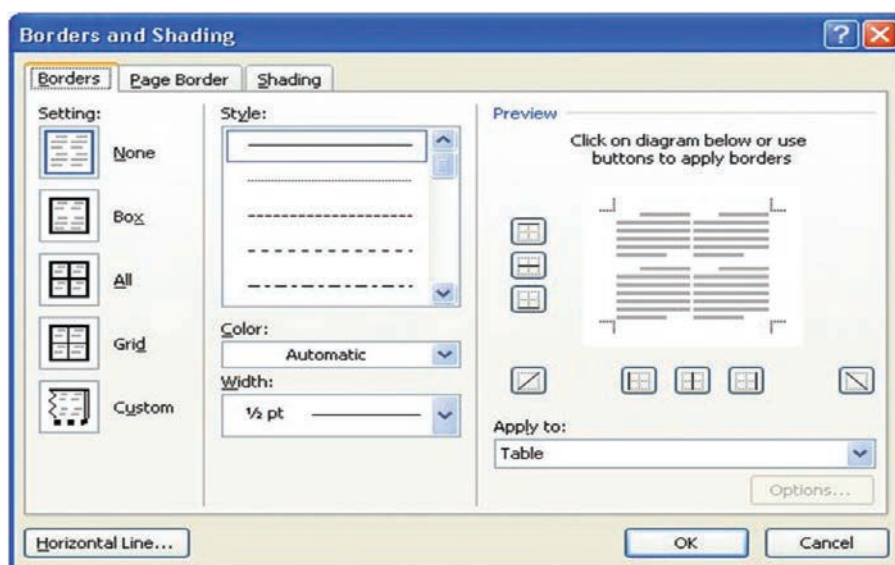 Borders and Shading
Borders
Page Border
Shading
Setting:
None
Box
All
Grid
Custom
Style:
Color:
Automatic
Width:
½ pt
Preview
Click on diagram below or use
buttons to apply borders
Apply to:
Table
Options...
Horizontal Line...
OK
Cancel